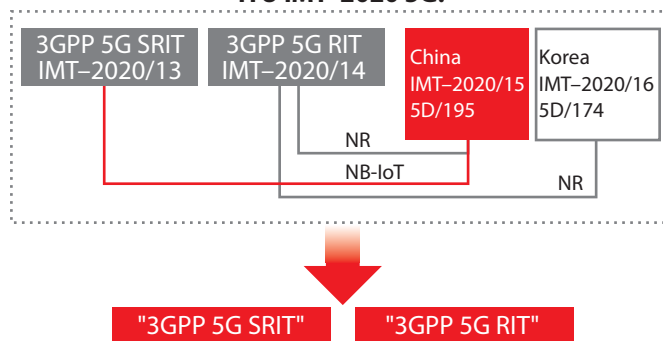 3GPP 5G SRIT
IMT–2020/13
3GPP 5G RIT
IMT–2020/14
China
IMT–2020/15
5D/195
Korea
IMT–2020/16
5D/174
NR
NB-IoT
NR
"3GPP 5G SRIT"
"3GPP 5G RIT"